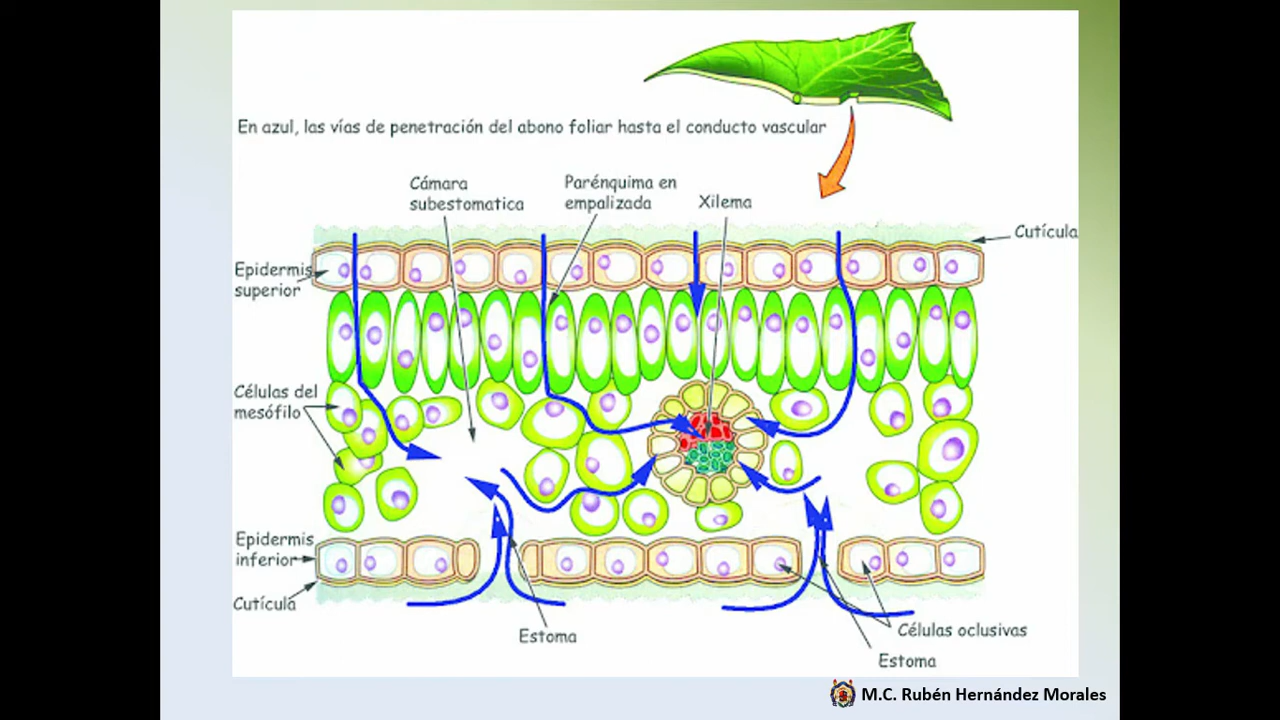 En azul, las vías de penetración del abono foliar hasta el conducto vascular
Cámara
subestomatica
Parénquima en
empalizada
Xilema
Cutícula
Epidermis
superior
Células del
mesófilo
Epidermis
inferior
Cutícula
Estoma
Células oclusivas
Estoma
M.C. Rubén Hernández Morales